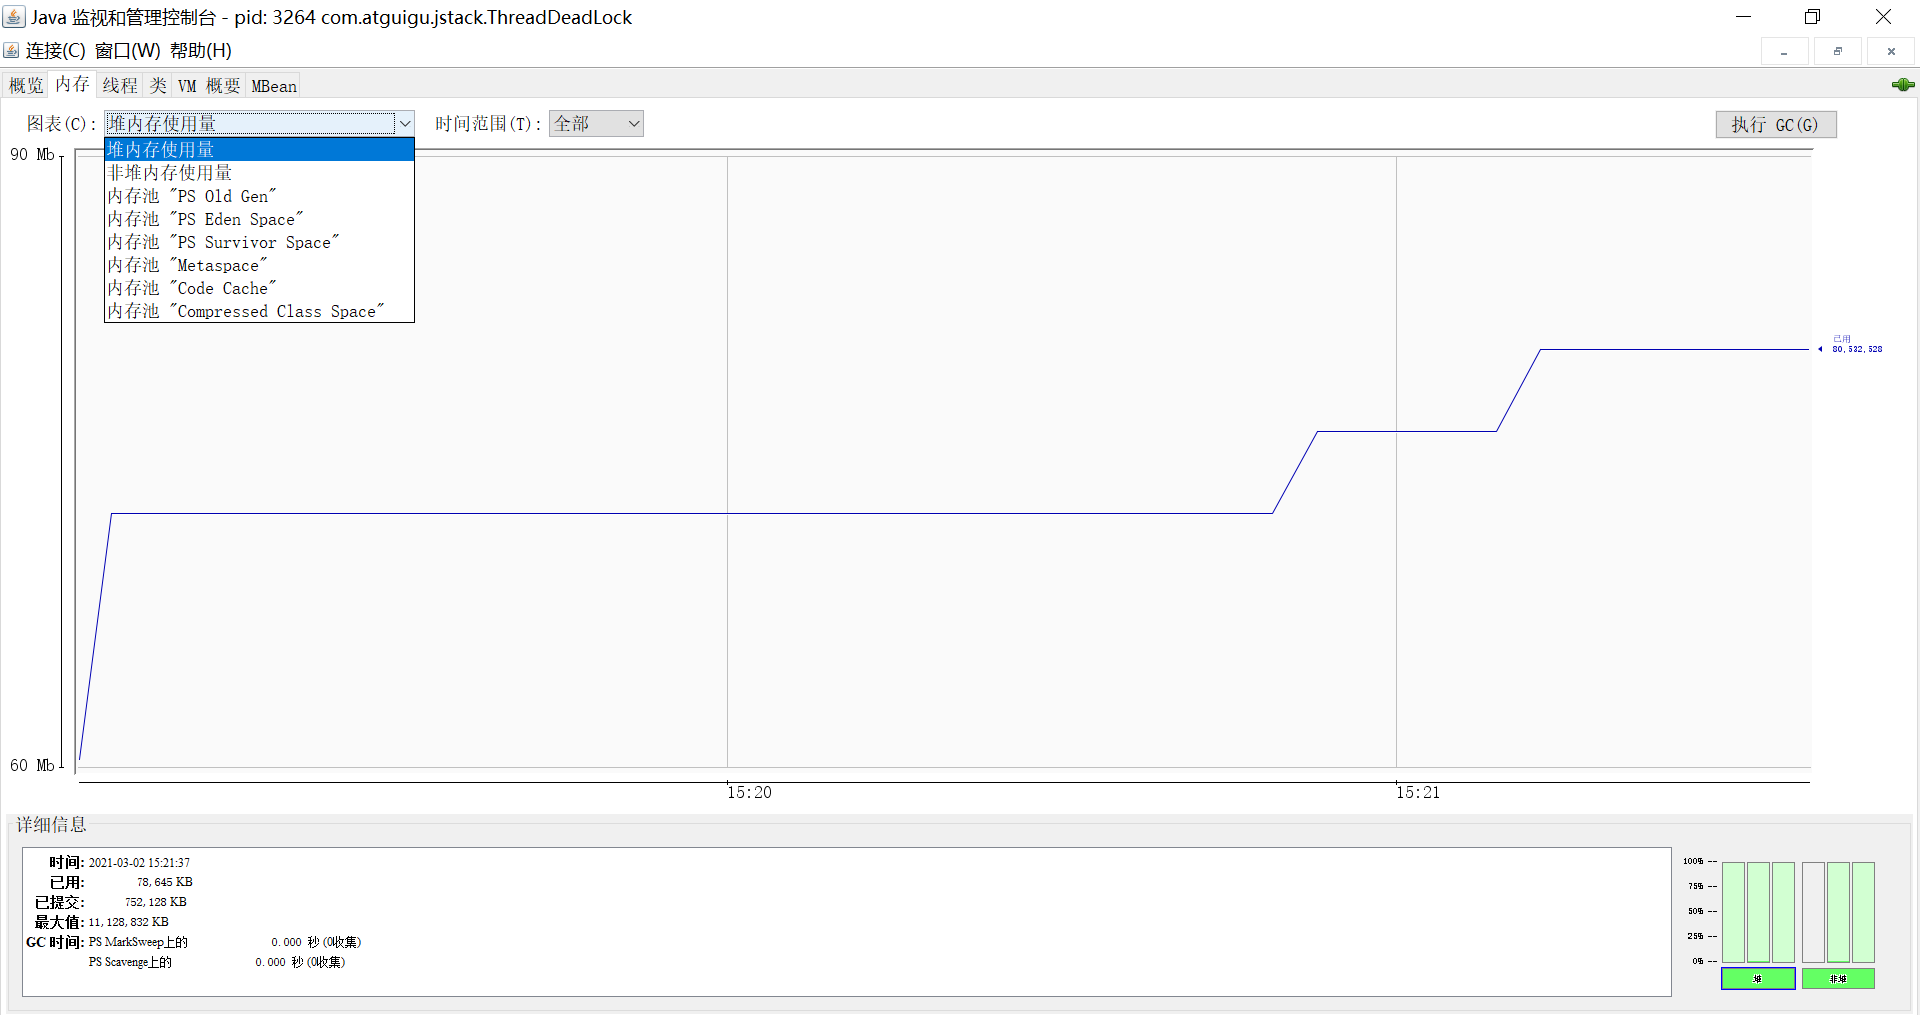 Java 监视和管理控制台 - pid: 3264 com.atguigu.jstack.ThreadDeadLock
连接(C) 窗口(W) 帮助(H)
概览 内存 线程 类 VM 概要 MBean
图表(C): 堆内存使用量 时间范围(T): 全部 执行 GC(G)
堆内存使用量
非堆内存使用量
内存池 "PS Old Gen"
内存池 "PS Eden Space"
内存池 "PS Survivor Space"
内存池 "Metaspace"
内存池 "Code Cache"
内存池 "Compressed Class Space"
90 Mb
已用
80,532,528
60 Mb
15:20 15:21
详细信息
时间: 2021-03-02 15:21:37
已用: 78,645 KB
已提交: 752,128 KB
最大值: 11,128,832 KB
GC 时间: PS MarkSweep上的 0.000 秒 (0收集)
PS Scavenge上的 0.000 秒 (0收集)
100% --
75% --
50% --
25% --
0% --
堆 非堆